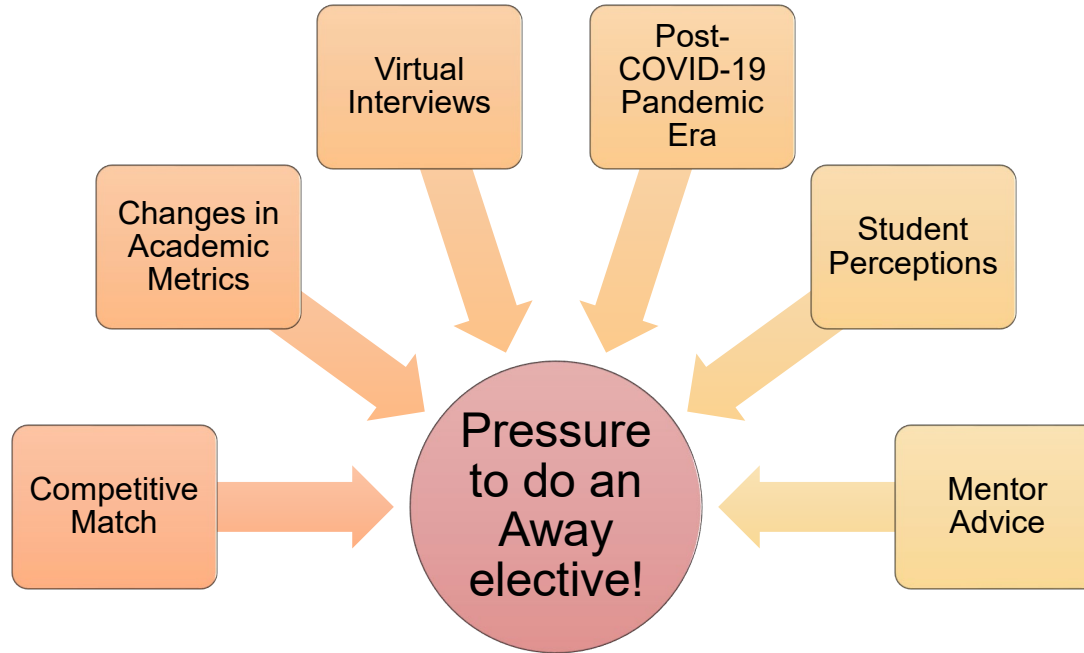 Competitive
Match
Changes in
Academic
Metrics
Virtual
Interviews
Post-
COVID-19
Pandemic
Era
Student
Perceptions
Mentor
Advice
Pressure
to do an
Away
elective!